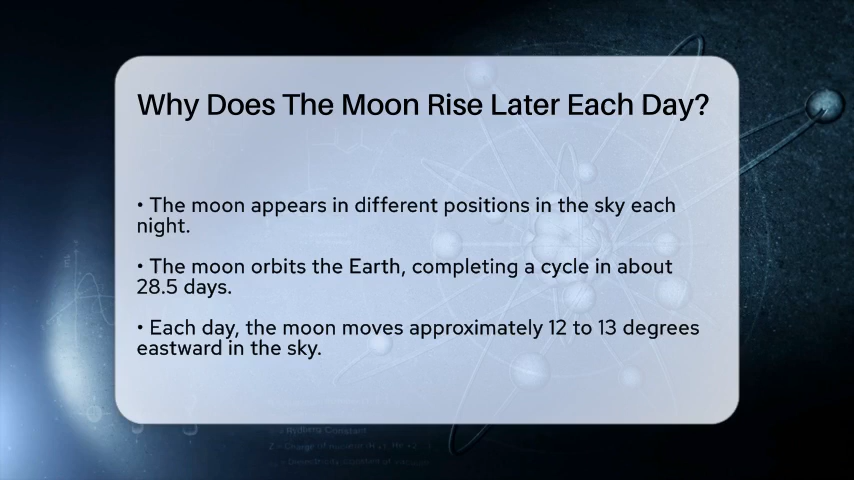 Why Does The Moon Rise Later Each Day?
• The moon appears in different positions in the sky each
night.
• The moon orbits the Earth, completing a cycle in about
28.5 days.
• Each day, the moon moves approximately 12 to 13 degrees
eastward in the sky.
Rydberg Constant